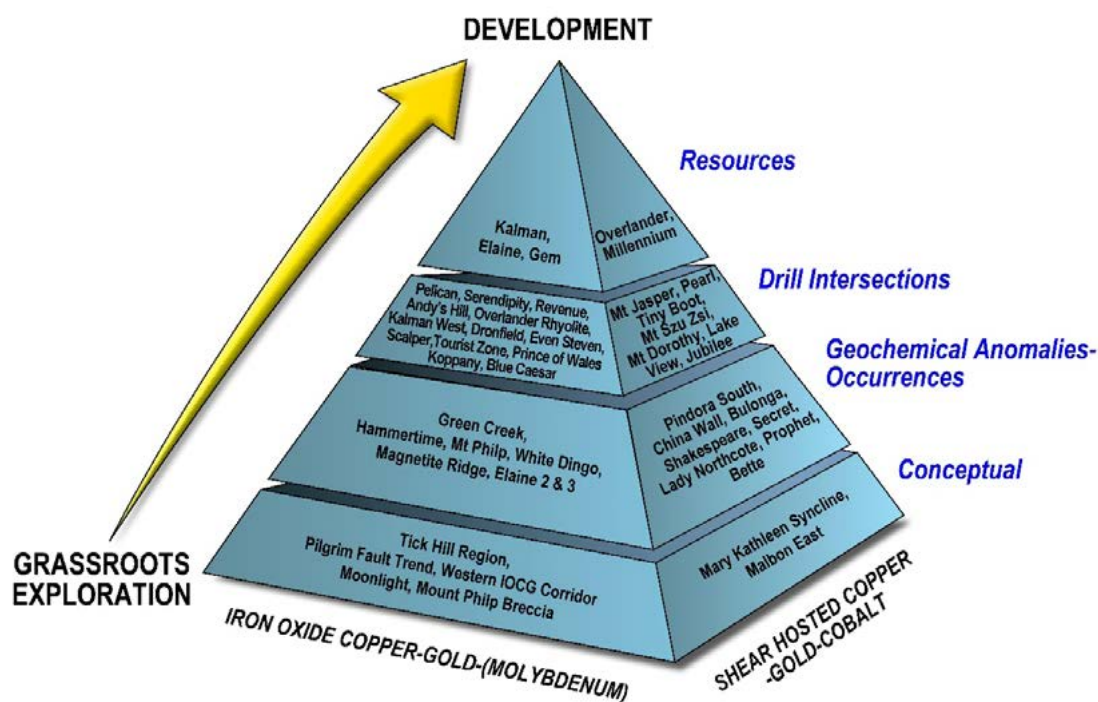 DEVELOPMENT
Resources
Kalman,
Elaine, Gem
Overlander,
Millennium
Drill Intersections
Pelican, Serendipity, Revenue,
Andy's Hill, Overlander Rhyolite,
Kalman West, Dronfield, Even Steven,
Scalper,Tourist Zone, Prince of Wales
Koppany, Blue Caesar
Mt Jasper, Pearl,
Tiny Boot,
Mt Szu Zsi,
Mt Dorothy, Lake
View, Jubilee
Geochemical Anomalies-
Occurrences
Green Creek,
Hammertime, Mt Philp, White Dingo,
Magnetite Ridge, Elaine 2 & 3
Pindora South,
China Wall, Bulonga,
Shakespeare, Secret,
Lady Northcote, Prophet,
Bette
Conceptual
Tick Hill Region,
Pilgrim Fault Trend, Western IOCG Corridor
Moonlight, Mount Philp Breccia
Mary Kathleen Syncline,
Malbon East
GRASSROOTS
EXPLORATION
IRON OXIDE COPPER-GOLD-(MOLYBDENUM)
SHEAR HOSTED COPPER
-GOLD-COBALT